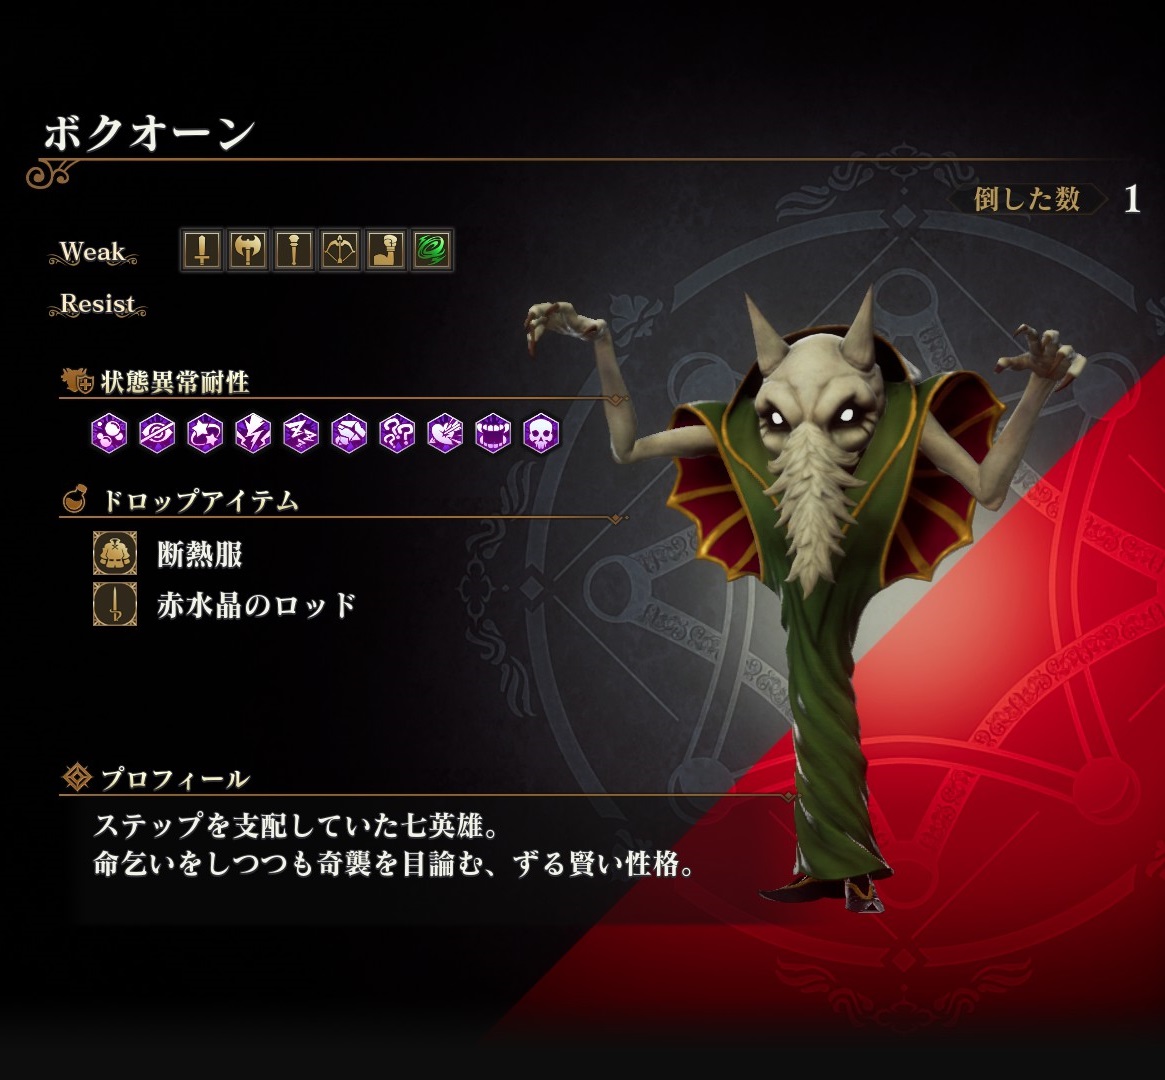 ボクオーン
倒した数 1
Weak
Resist
状態異常耐性
ドロップアイテム
断熱服
赤水晶のロッド
プロフィール
ステップを支配していた七英雄。
命乞いをしつつも奇襲を目論む、ずる賢い性格。